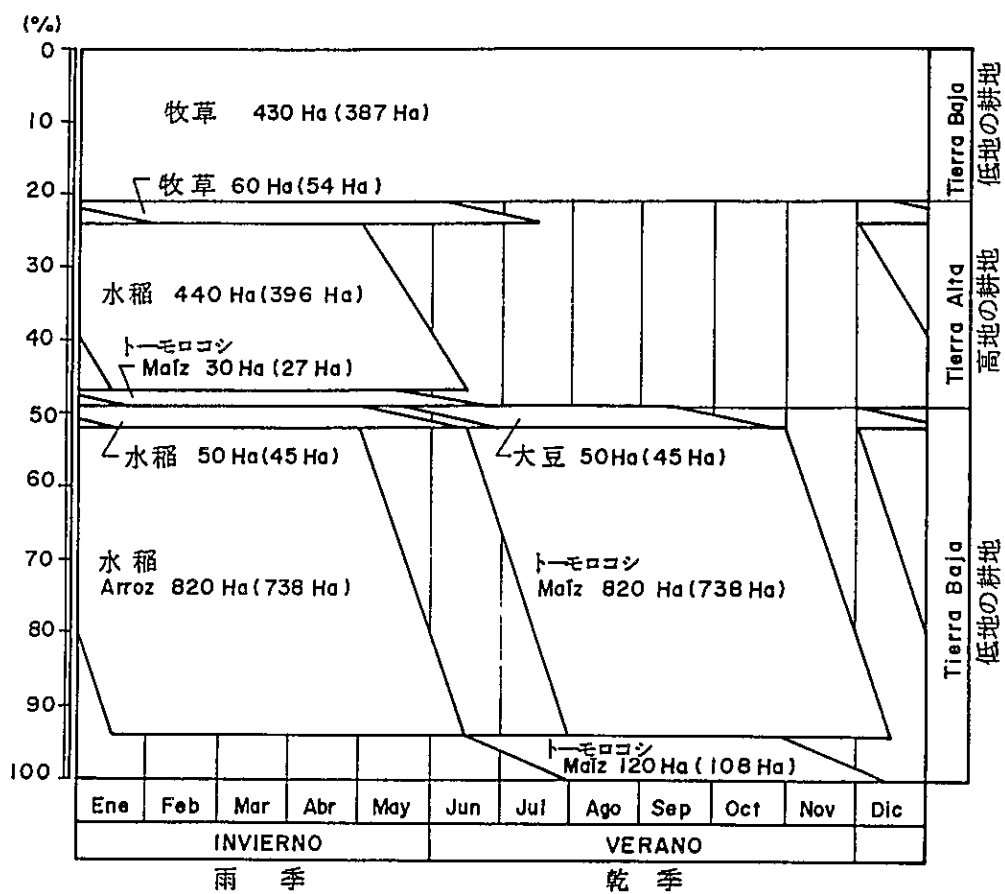 (%)
0
10
20
30
40
50
60
70
80
90
100
牧草 430 Ha (387 Ha)
牧草 60 Ha (54 Ha)
水稲 440 Ha (396 Ha)
トーモロコシ
Maíz 30 Ha (27 Ha)
水稲 50 Ha (45 Ha)
大豆 50 Ha (45 Ha)
水稲
Arroz 820 Ha (738 Ha)
トーモロコシ
Maíz 820 Ha (738 Ha)
トーモロコシ
Maíz 120 Ha (108 Ha)
Tierra Baja
低地の耕地
Tierra Alta
高地の耕地
Tierra Baja
低地の耕地
Ene Feb Mar Abr May Jun Jul Ago Sep Oct Nov Dic
INVIERNO VERANO
雨季 乾季